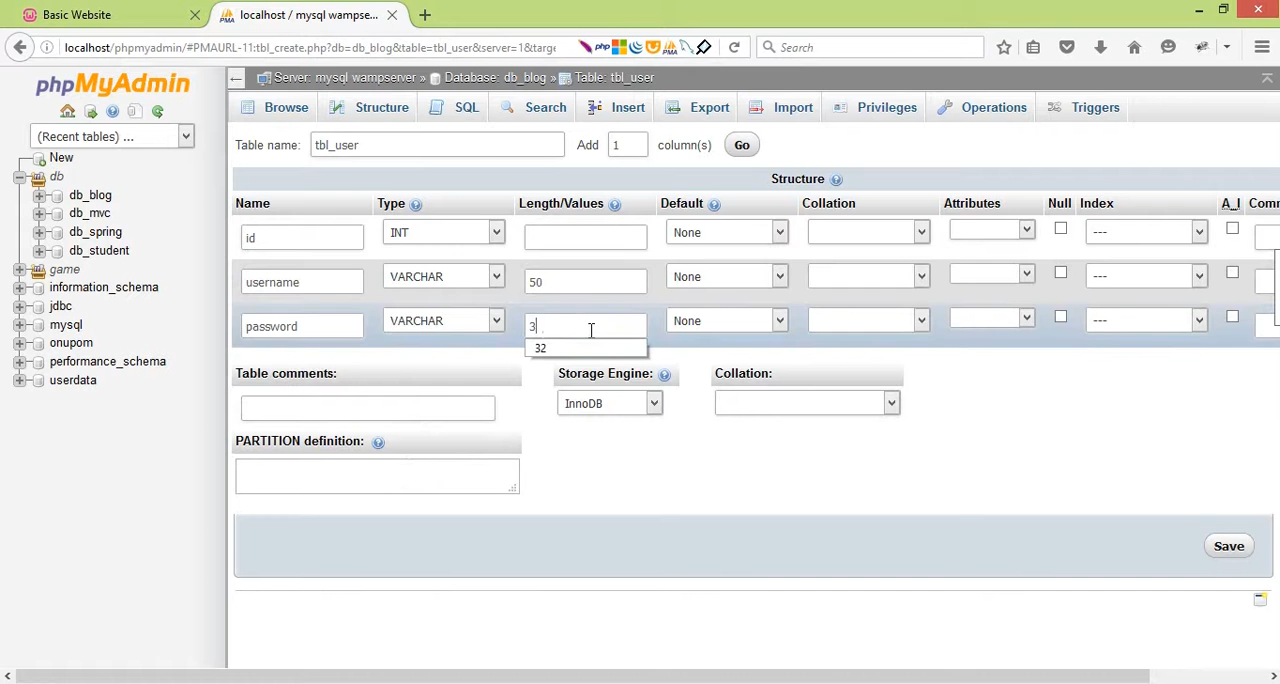 Basic Website
localhost / mysql wampse...
localhost/phpmyadmin/#PMAURL-11:tbl_create.php?db=db_blog&table=tbl_user&server=1&targ
php
PMA
Search
phpMyAdmin
(Recent tables) ...
New
db
db_blog
db_mvc
db_spring
db_student
game
information_schema
jdbc
mysql
onupom
performance_schema
userdata
Server: mysql wampserver » Database: db_blog » Table: tbl_user
Browse Structure SQL Search Insert Export Import Privileges Operations Triggers
Table name: tbl_user Add 1 column(s) Go
Structure
Name Type Length/Values Default Collation Attributes Null Index A_I Comm
id INT None ---
username VARCHAR 50 None ---
password VARCHAR 3 None ---
32
Table comments: Storage Engine: Collation:
InnoDB
PARTITION definition:
Save